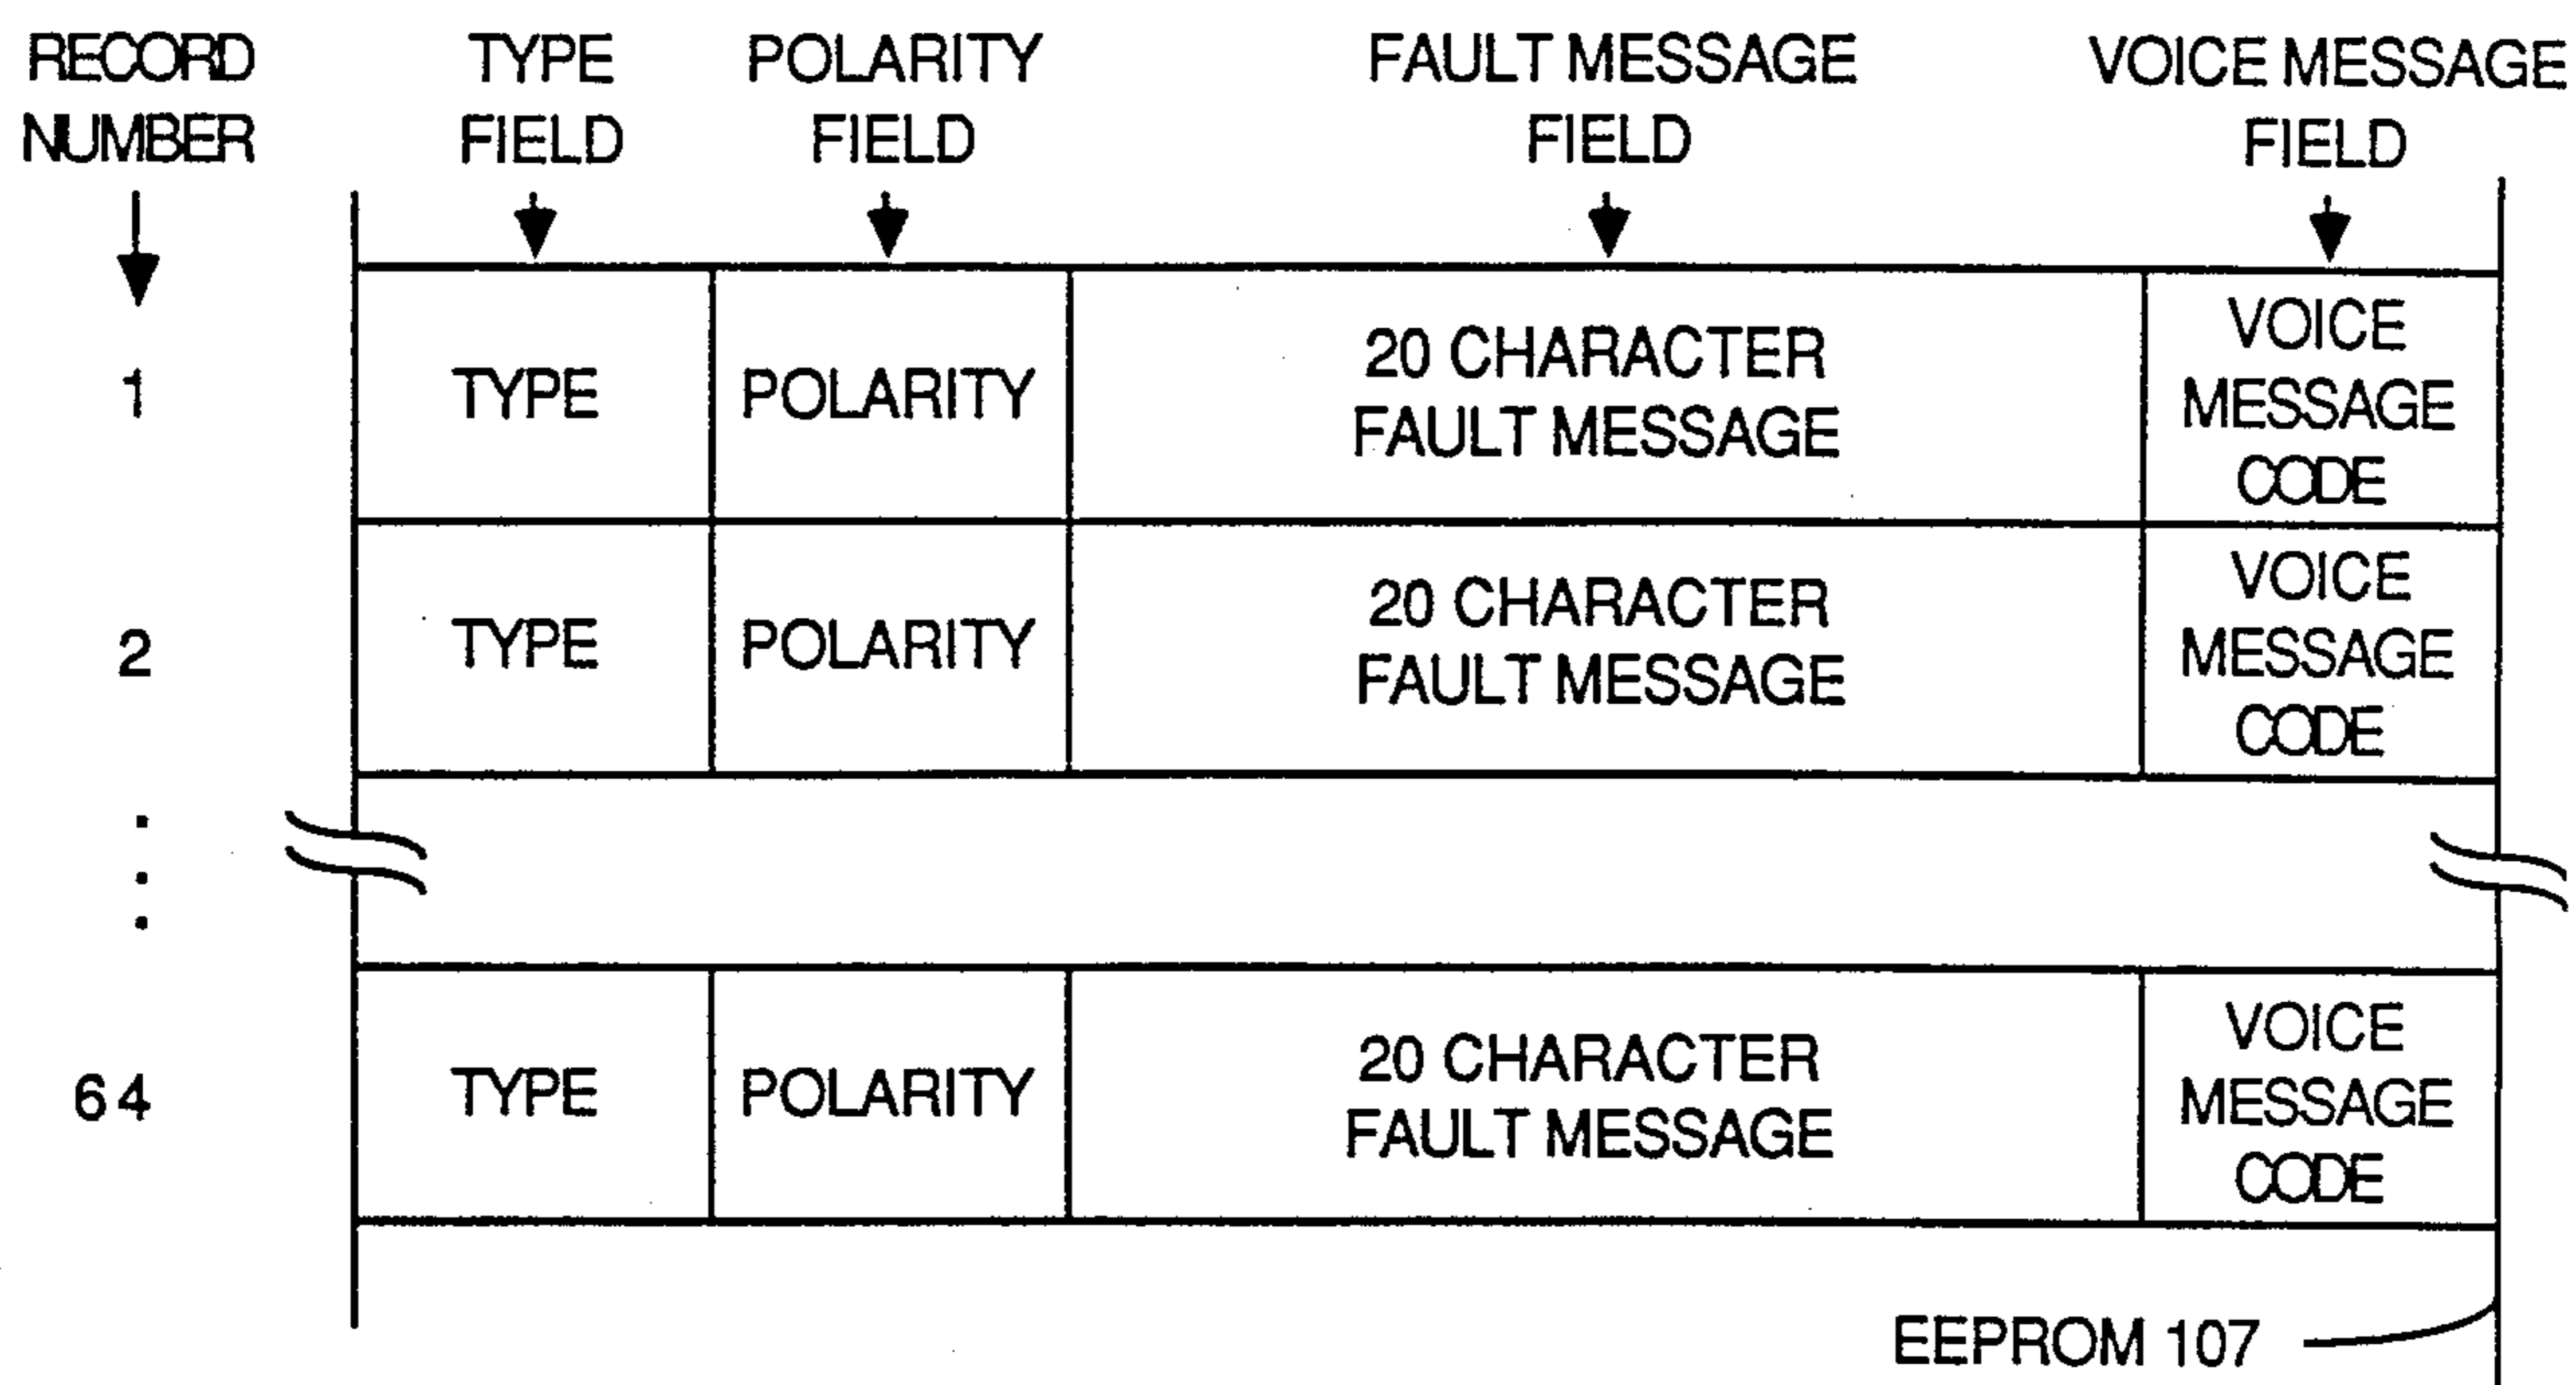 RECORD NUMBER
TYPE FIELD
POLARITY FIELD
FAULT MESSAGE FIELD
VOICE MESSAGE FIELD
1
TYPE
POLARITY
20 CHARACTER
FAULT MESSAGE
VOICE
MESSAGE
CODE
2
TYPE
POLARITY
20 CHARACTER
FAULT MESSAGE
VOICE
MESSAGE
CODE
64
TYPE
POLARITY
20 CHARACTER
FAULT MESSAGE
VOICE
MESSAGE
CODE
EEPROM 107